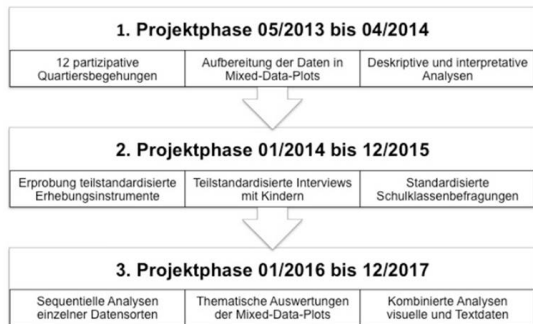 1. Projektphase 05/2013 bis 04/2014
12 partizipative
Quartiersbegehungen
Aufbereitung der Daten in
Mixed-Data-Plots
Deskriptive und interpretative
Analysen
2. Projektphase 01/2014 bis 12/2015
Erprobung teilstandardisierte
Erhebungsinstrumente
Teilstandardisierte Interviews
mit Kindern
Standardisierte
Schulklassenbefragungen
3. Projektphase 01/2016 bis 12/2017
Sequentielle Analysen
einzelner Datensorten
Thematische Auswertungen
der Mixed-Data-Plots
Kombinierte Analysen
visuelle und Textdaten